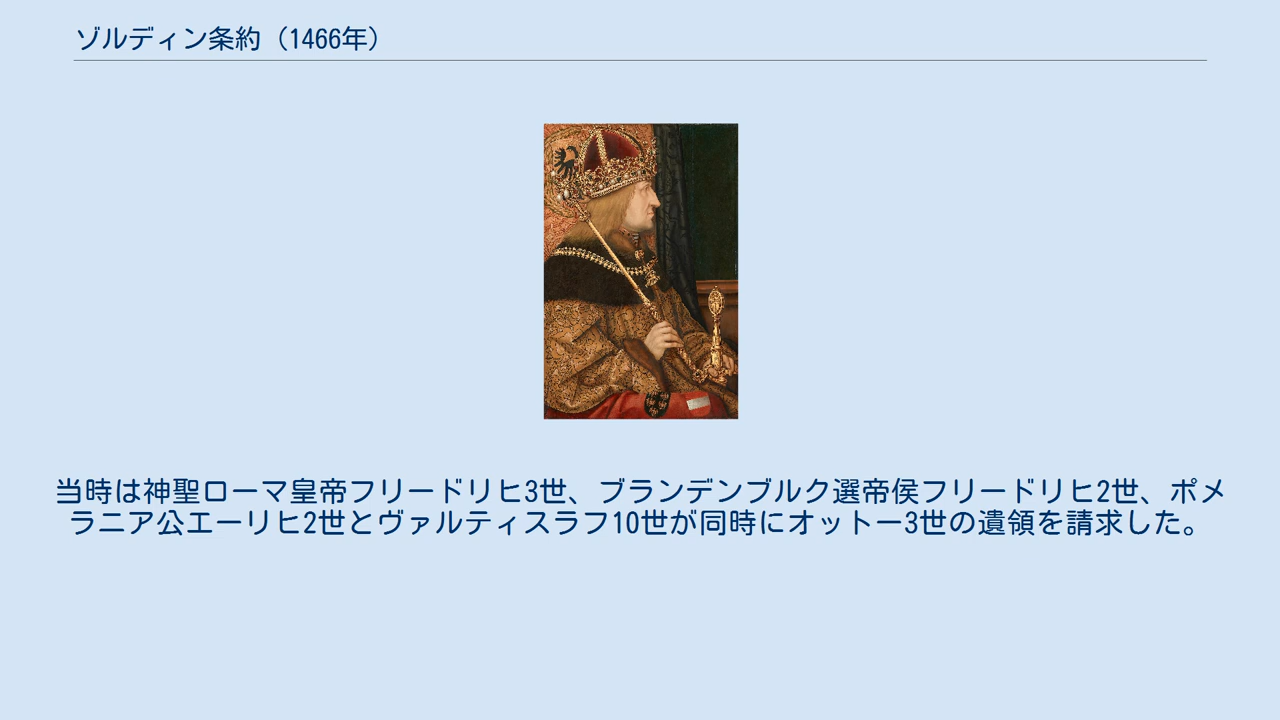 ゾルディン条約（1466年）
当時は神聖ローマ皇帝フリードリヒ3世、ブランデンブルク選帝侯フリードリヒ2世、ポメ
ラニア公エーリヒ2世とヴァルティスラフ10世が同時にオットー3世の遺領を請求した。